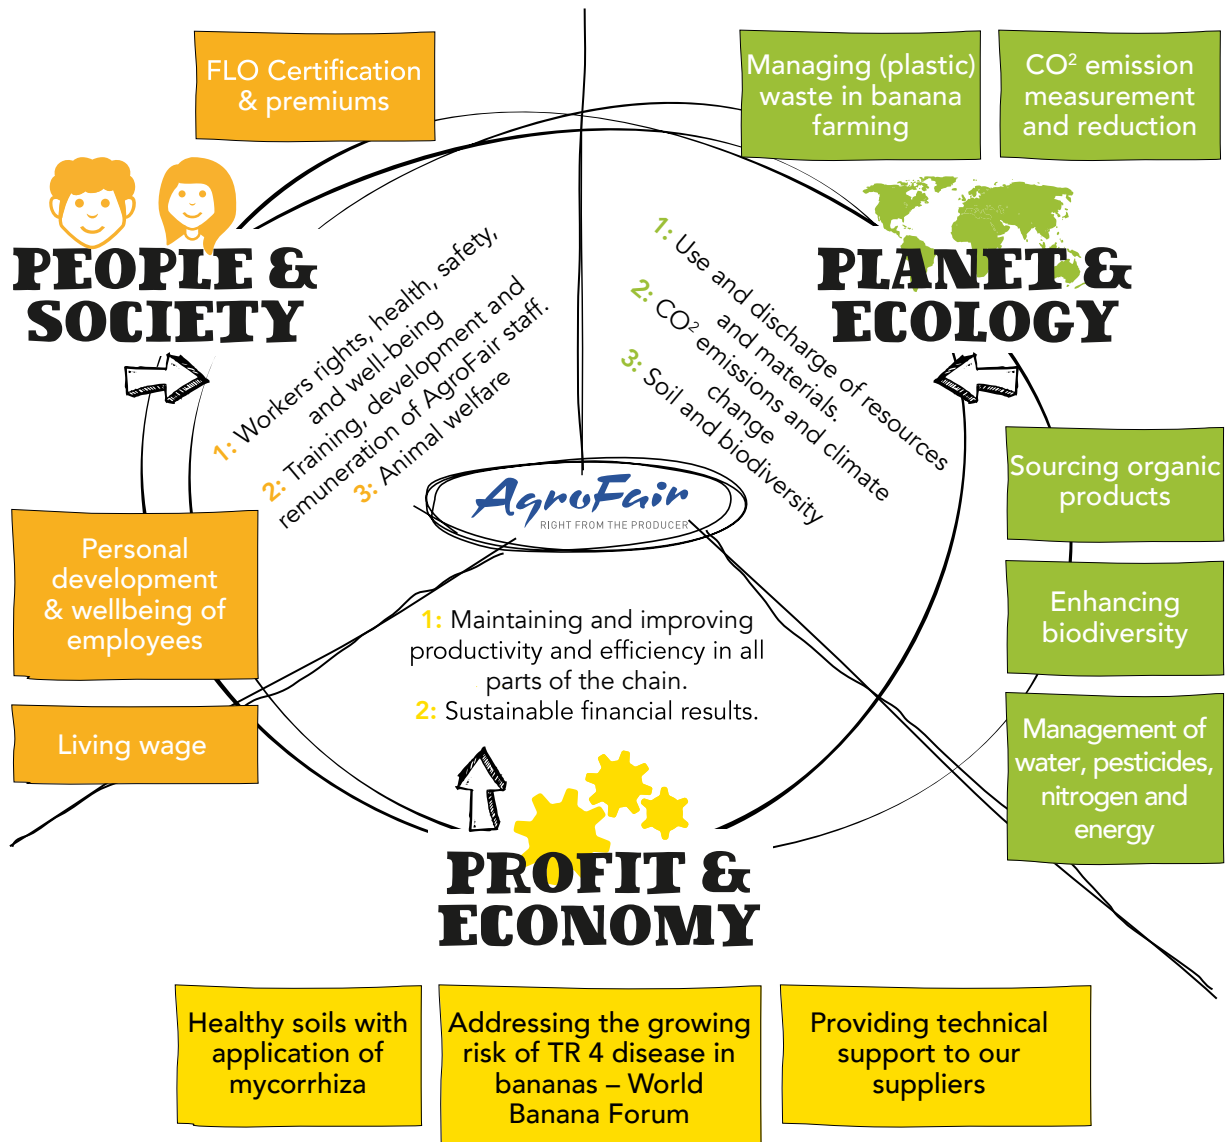 FLO Certification
& premiums
Managing (plastic)
waste in banana
farming
CO² emission
measurement
and reduction
PEOPLE &
SOCIETY
PLANET &
ECOLOGY
1: Workers rights, health, safety,
and well-being
2: Training, development and
remuneration of AgroFair staff.
3: Animal welfare
1: Use and discharge of resources
and materials.
2: CO² emissions and climate
change
3: Soil and biodiversity
AgroFair
RIGHT FROM THE PRODUCER
Personal
development
& wellbeing of
employees
Living wage
Sourcing organic
products
Enhancing
biodiversity
Management of
water, pesticides,
nitrogen and
energy
1: Maintaining and improving
productivity and efficiency in all
parts of the chain.
2: Sustainable financial results.
PROFIT &
ECONOMY
Healthy soils with
application of
mycorrhiza
Addressing the growing
risk of TR 4 disease in
bananas – World
Banana Forum
Providing technical
support to our
suppliers